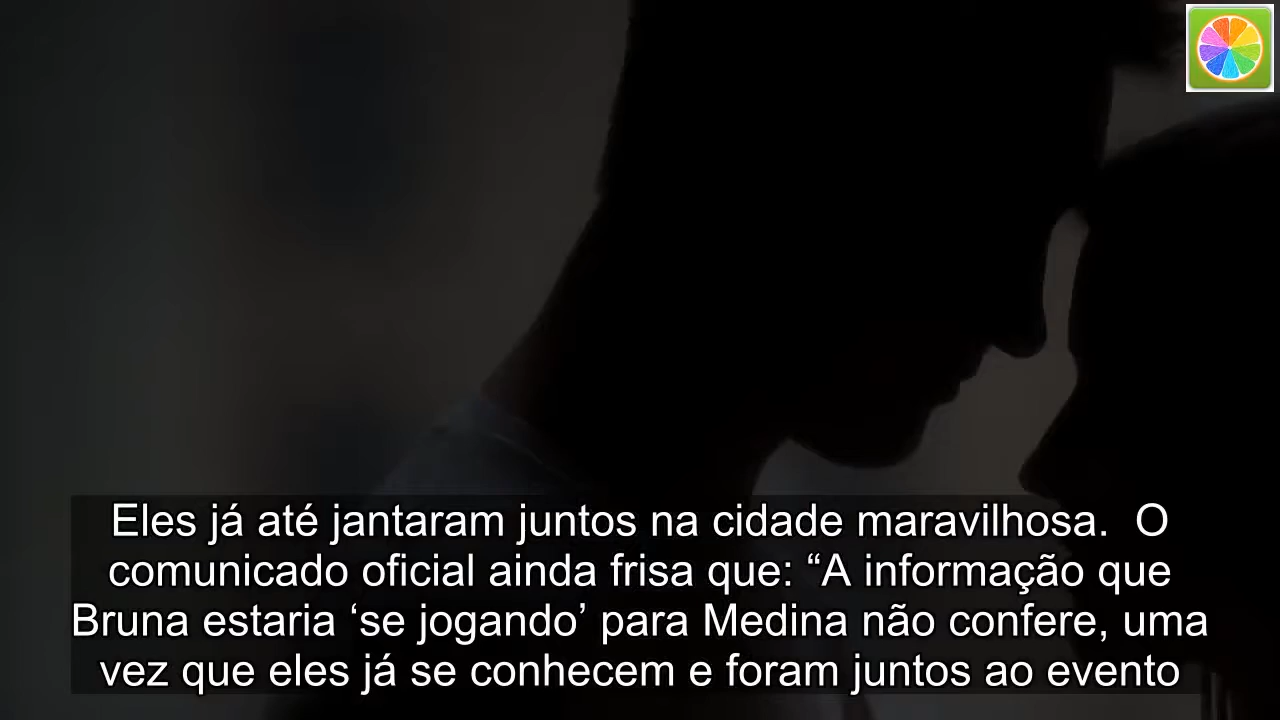 Eles já até jantaram juntos na cidade maravilhosa.  O
comunicado oficial ainda frisa que: “A informação que
Bruna estaria ‘se jogando’ para Medina não confere, uma
vez que eles já se conhecem e foram juntos ao evento